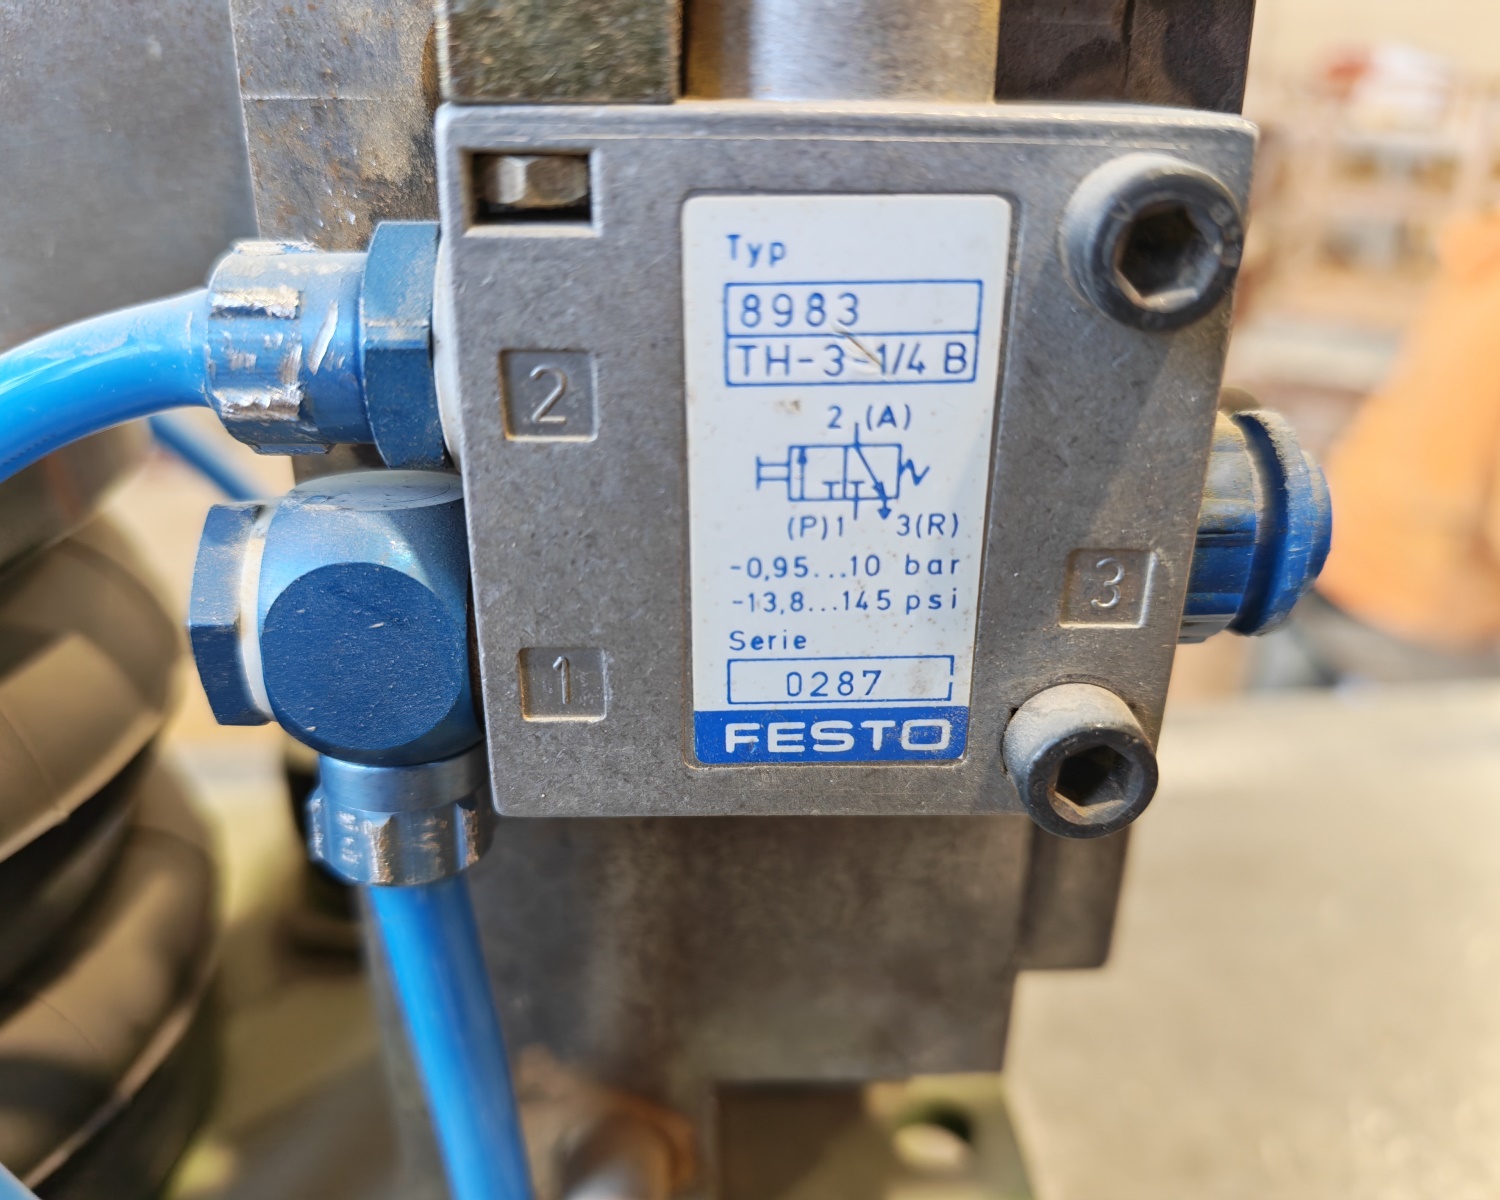 Typ
8983
TH-3-1/4 B
2 (A)
(P) 1 3(R)
-0,95...10 bar
-13,8...145 psi
Serie
0287
FESTO
2
1
3